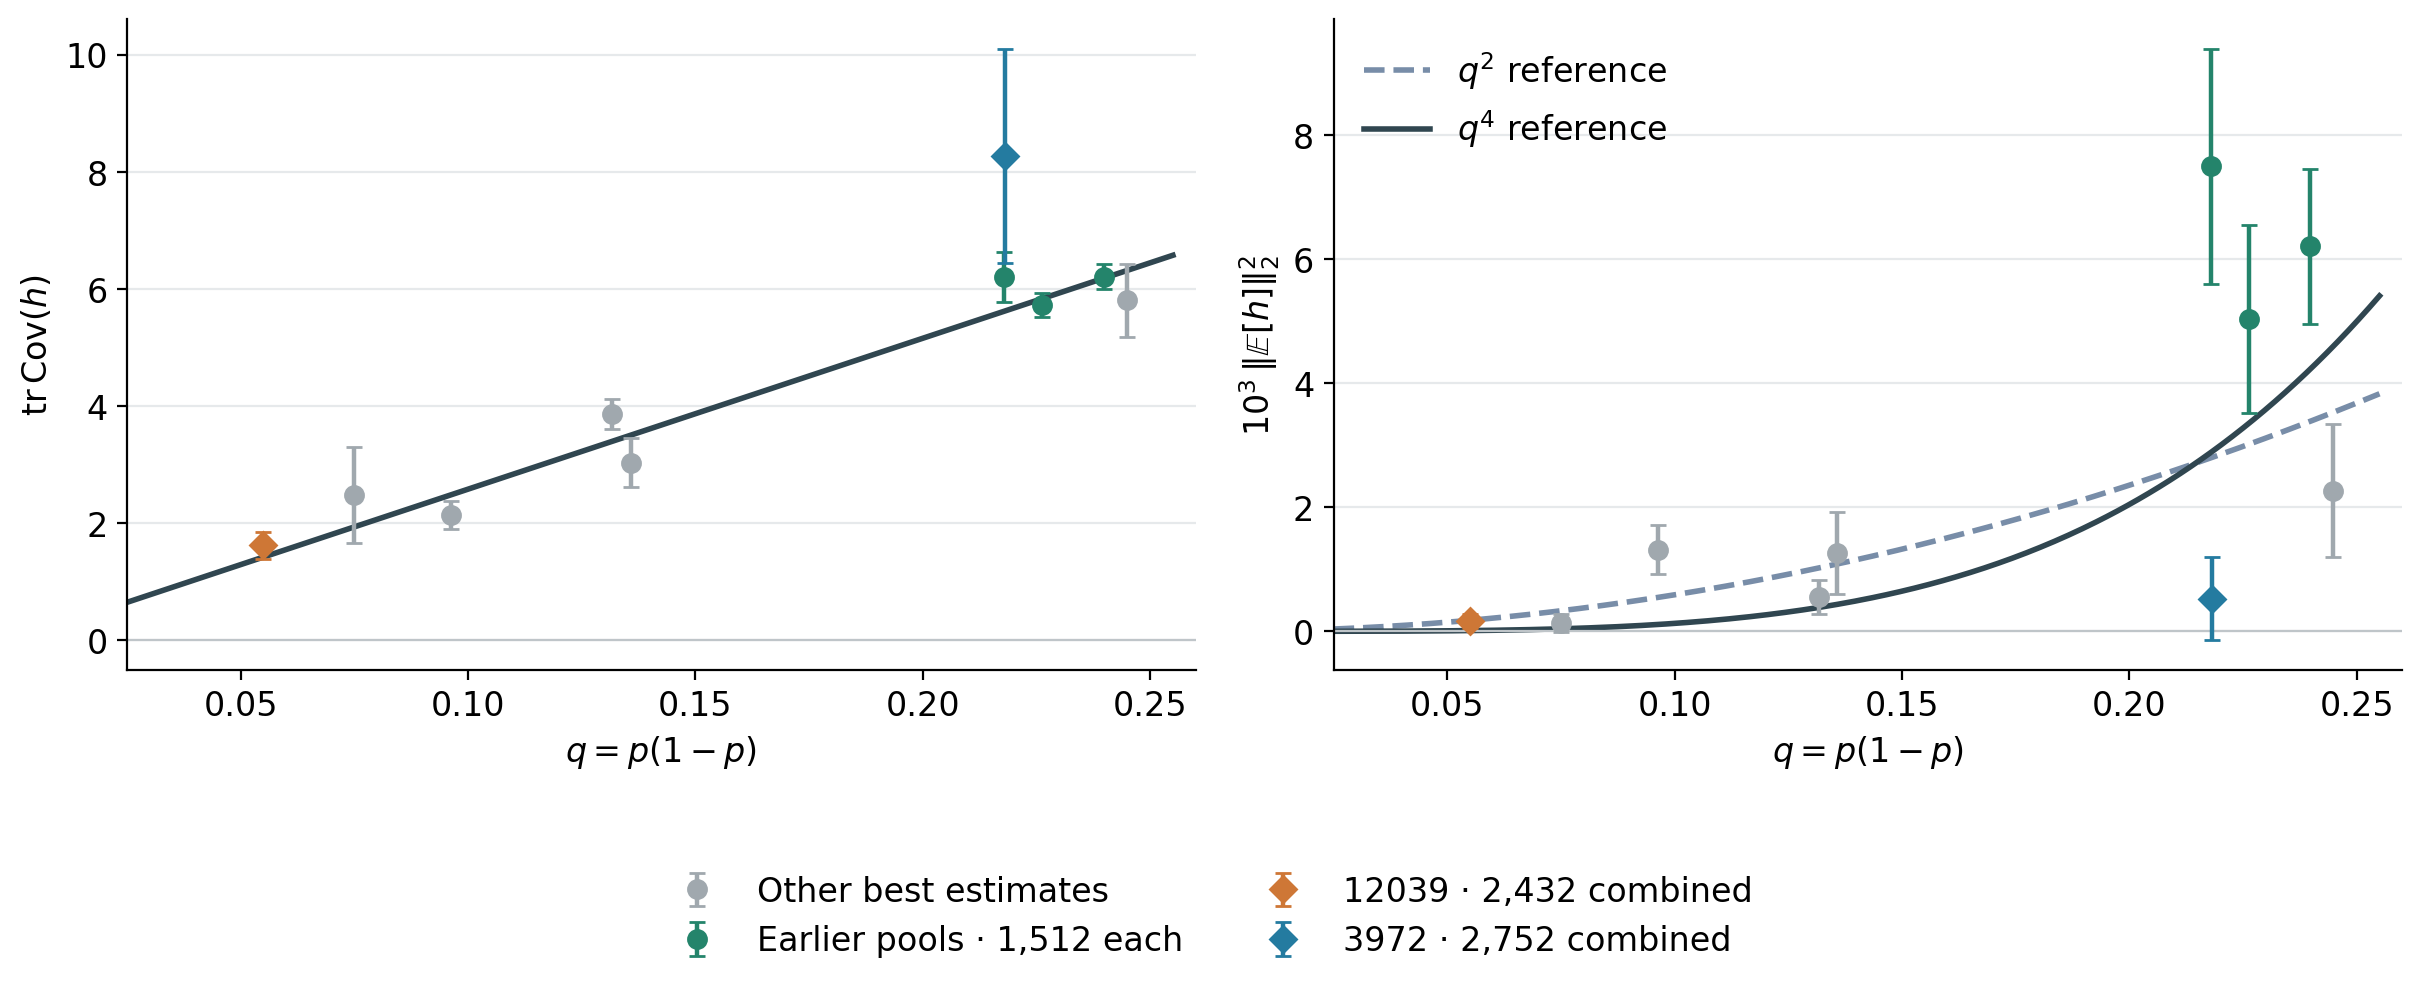 10
8
6
4
2
0
tr Cov(h)
0.05 0.10 0.15 0.20 0.25
q = p(1 − p)
q² reference
q⁴ reference
8
6
4
2
0
10³ ‖𝔼[h]‖₂²
0.05 0.10 0.15 0.20 0.25
q = p(1 − p)
Other best estimates
Earlier pools · 1,512 each
12039 · 2,432 combined
3972 · 2,752 combined